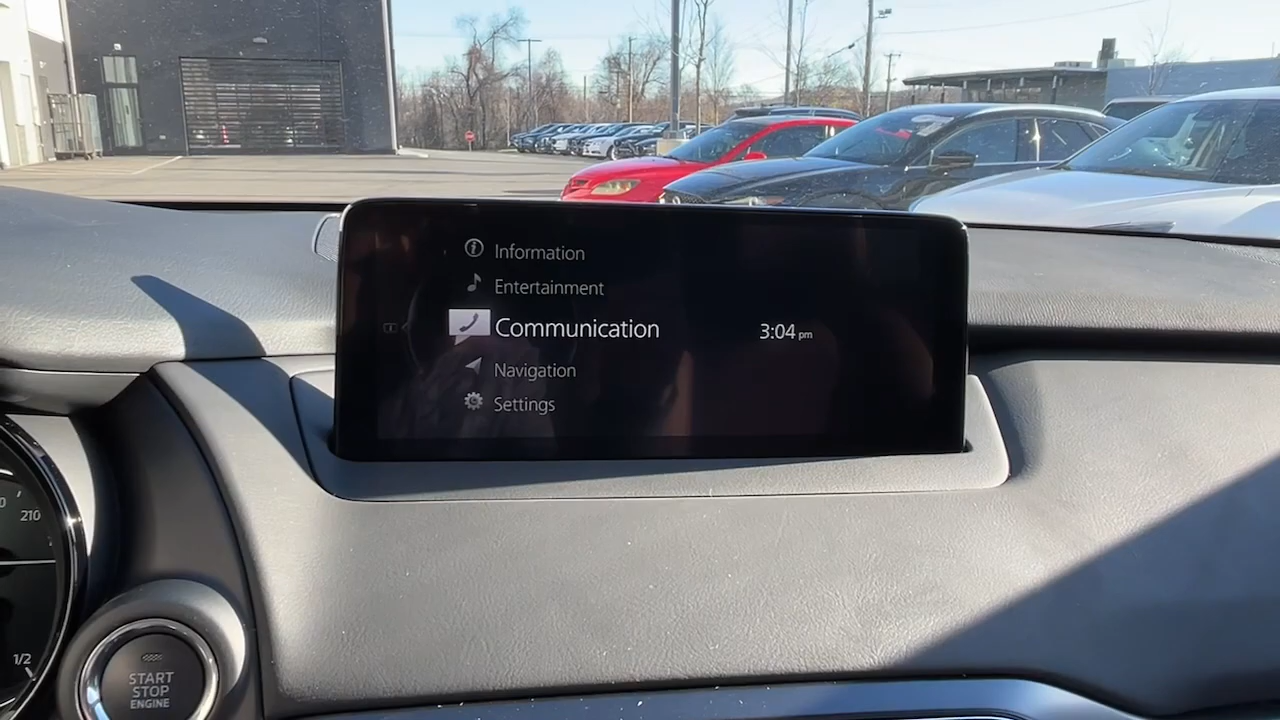 Information
Entertainment
Communication
3:04 pm
Navigation
Settings
210
1/2
START
STOP
ENGINE